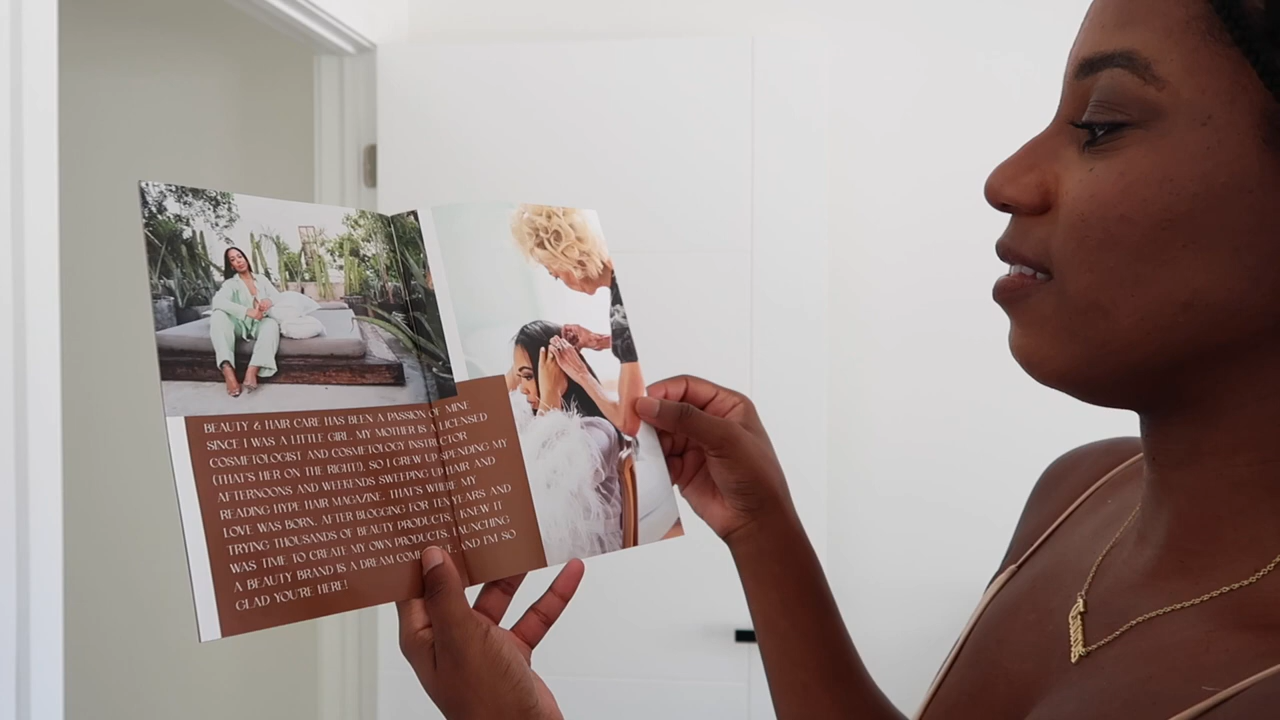 BEAUTY & HAIR CARE HAS BEEN A PASSION OF MINE
SINCE I WAS A LITTLE GIRL. MY MOTHER IS A LICENSED
COSMETOLOGIST AND COSMETOLOGY INSTRUCTOR
(THAT'S HER ON THE RIGHT!), SO I GREW UP SPENDING MY
AFTERNOONS AND WEEKENDS SWEEPING UP HAIR AND
READING HYPE HAIR MAGAZINE. THAT'S WHERE MY
LOVE WAS BORN. AFTER BLOGGING FOR TEN YEARS AND
TRYING THOUSANDS OF BEAUTY PRODUCTS, I KNEW IT
WAS TIME TO CREATE MY OWN PRODUCTS. LAUNCHING
A BEAUTY BRAND IS A DREAM COME TRUE, AND I'M SO
GLAD YOU'RE HERE!